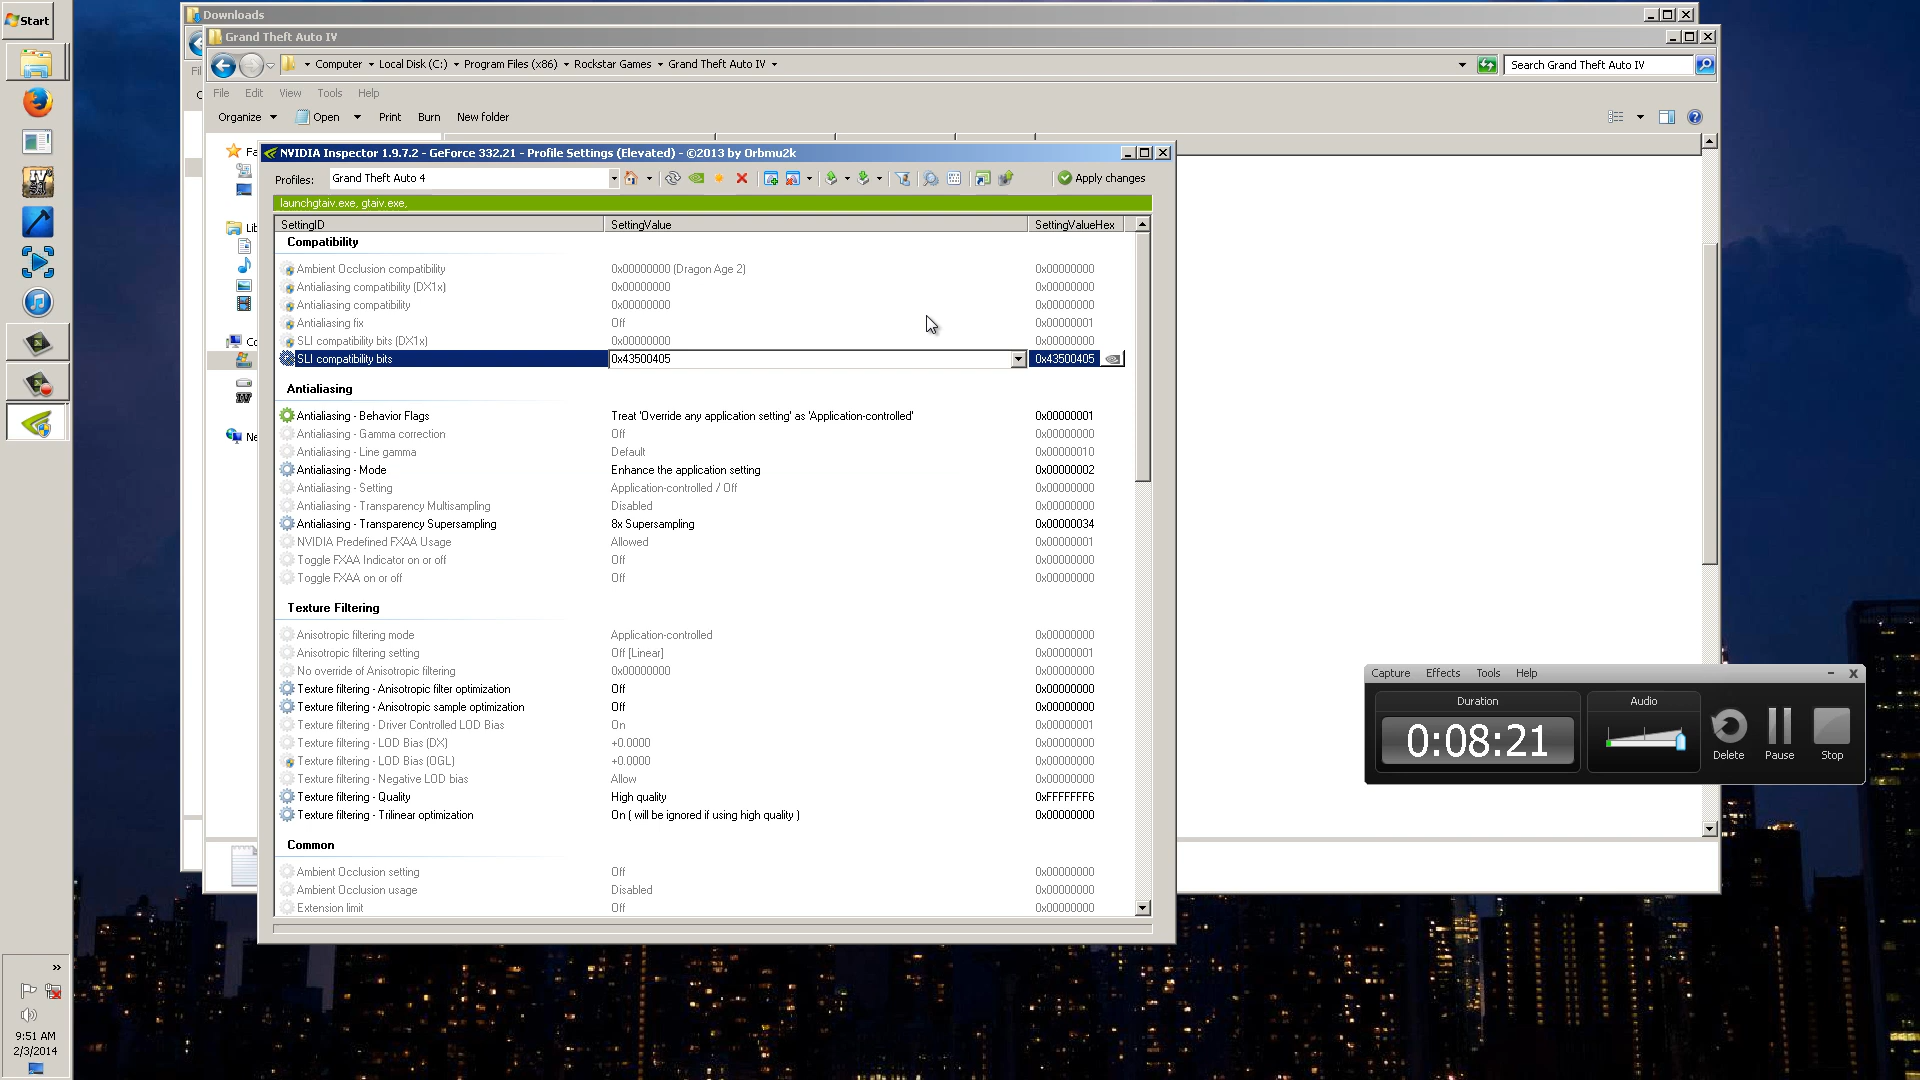 Start
Downloads
Grand Theft Auto IV
Computer Local Disk (C:) Program Files (x86) Rockstar Games Grand Theft Auto IV
Search Grand Theft Auto IV
File Edit View Tools Help
Organize Open Print Burn New folder
NVIDIA Inspector 1.9.7.2 - GeForce 332.21 - Profile Settings (Elevated) - ©2013 by Orbmu2k
Profiles: Grand Theft Auto 4 Apply changes
launchgtaiv.exe, gtaiv.exe,
SettingID SettingValue SettingValueHex
Compatibility
Ambient Occlusion compatibility 0x00000000 (Dragon Age 2) 0x00000000
Antialiasing compatibility (DX1x) 0x00000000 0x00000000
Antialiasing compatibility 0x00000000 0x00000000
Antialiasing fix Off 0x00000001
SLI compatibility bits (DX1x) 0x00000000 0x00000000
SLI compatibility bits 0x43500405 0x43500405
Antialiasing
Antialiasing - Behavior Flags Treat 'Override any application setting' as 'Application-controlled' 0x00000001
Antialiasing - Gamma correction Off 0x00000000
Antialiasing - Line gamma Default 0x00000010
Antialiasing - Mode Enhance the application setting 0x00000002
Antialiasing - Setting Application-controlled / Off 0x00000000
Antialiasing - Transparency Multisampling Disabled 0x00000000
Antialiasing - Transparency Supersampling 8x Supersampling 0x00000034
NVIDIA Predefined FXAA Usage Allowed 0x00000001
Toggle FXAA Indicator on or off Off 0x00000000
Toggle FXAA on or off Off 0x00000000
Texture Filtering
Anisotropic filtering mode Application-controlled 0x00000000
Anisotropic filtering setting Off [Linear] 0x00000001
No override of Anisotropic filtering 0x00000000 0x00000000
Texture filtering - Anisotropic filter optimization Off 0x00000000
Texture filtering - Anisotropic sample optimization Off 0x00000000
Texture filtering - Driver Controlled LOD Bias On 0x00000001
Texture filtering - LOD Bias (DX) +0.0000 0x00000000
Texture filtering - LOD Bias (OGL) +0.0000 0x00000000
Texture filtering - Negative LOD bias Allow 0x00000000
Texture filtering - Quality High quality 0xFFFFFFF6
Texture filtering - Trilinear optimization On ( will be ignored if using high quality ) 0x00000000
Common
Ambient Occlusion setting Off 0x00000000
Ambient Occlusion usage Disabled 0x00000000
Extension limit Off 0x00000000
Capture Effects Tools Help
Duration Audio
0:08:21
Delete Pause Stop
9:51 AM
2/3/2014